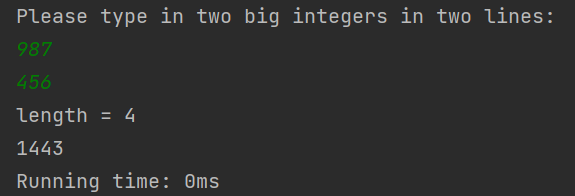 Please type in two big integers in two lines:
987
456
length = 4
1443
Running time: 0ms